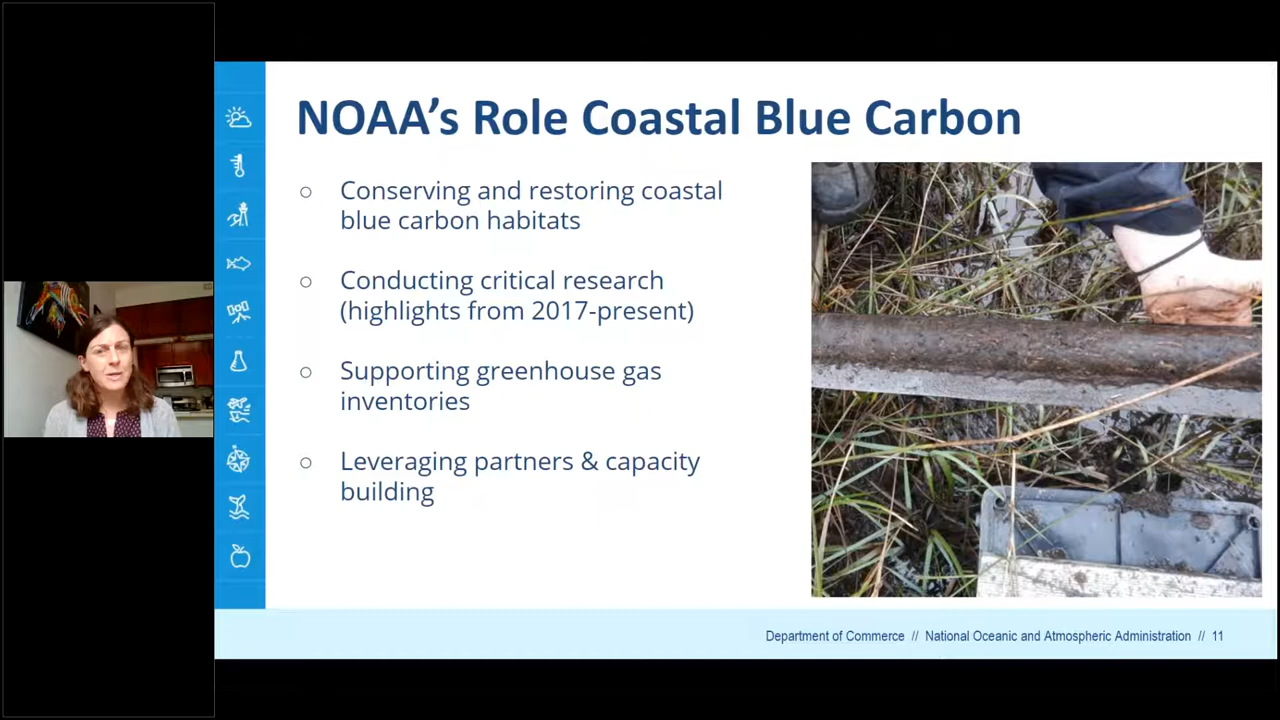 NOAA's Role Coastal Blue Carbon
○ Conserving and restoring coastal
blue carbon habitats
○ Conducting critical research
(highlights from 2017-present)
○ Supporting greenhouse gas
inventories
○ Leveraging partners & capacity
building
Department of Commerce // National Oceanic and Atmospheric Administration // 11